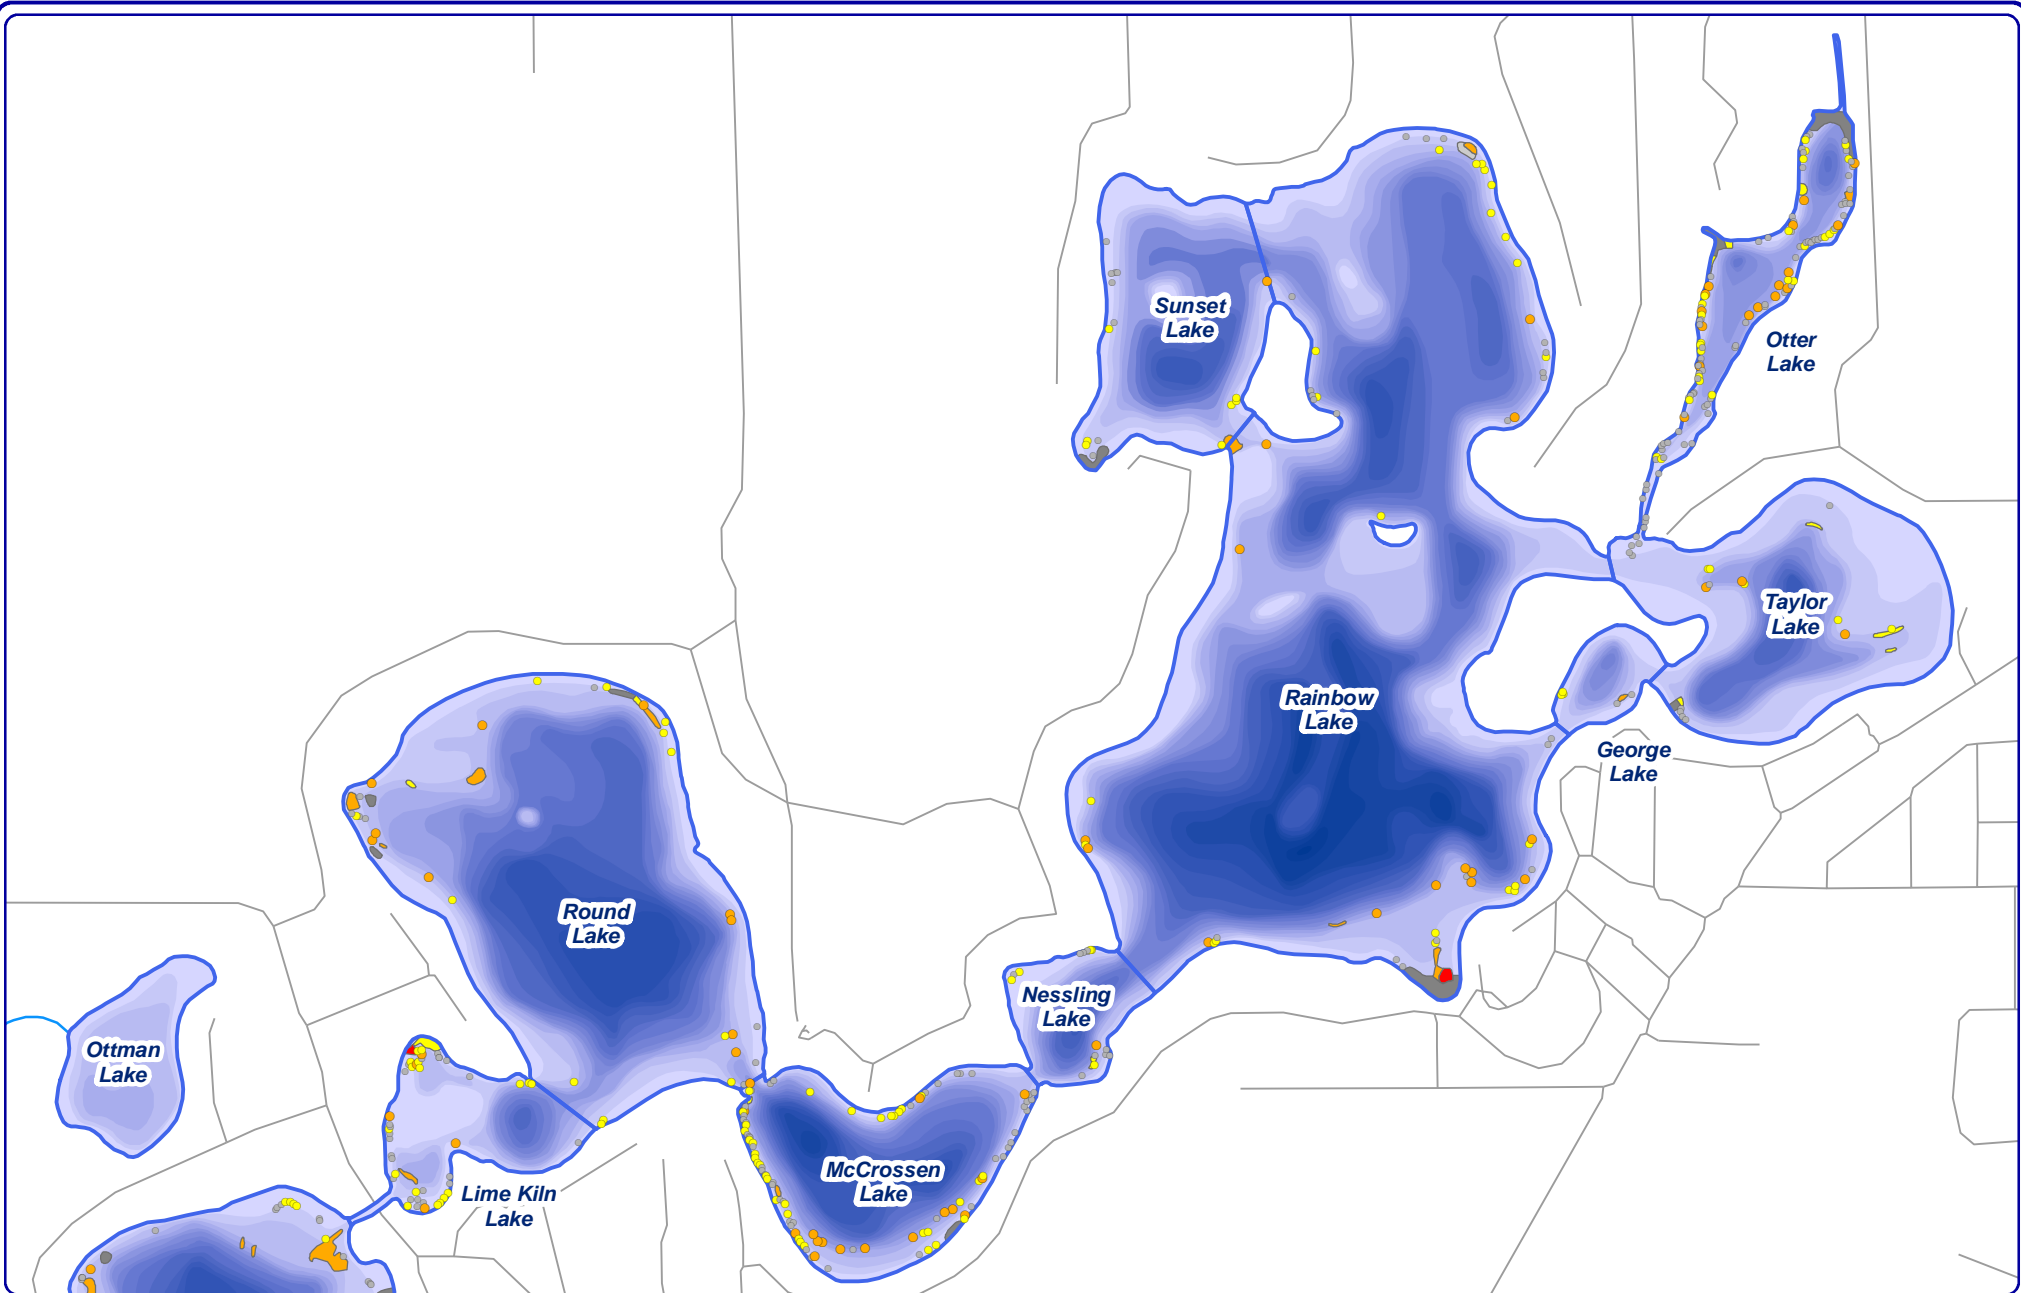 Sunset
Lake
Otter
Lake
Taylor
Lake
Rainbow
Lake
George
Lake
Round
Lake
Nessling
Lake
Ottman
Lake
McCrossen
Lake
Lime Kiln
Lake